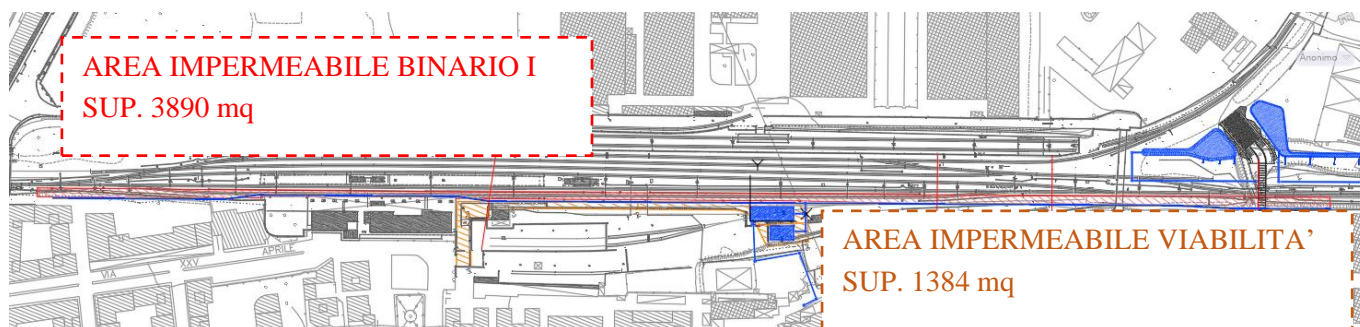 AREA IMPERMEABILE BINARIO I
SUP. 3890 mq
Anonimo
Y
X
AREA IMPERMEABILE VIABILITA’
SUP. 1384 mq
VIA XXV APRILE